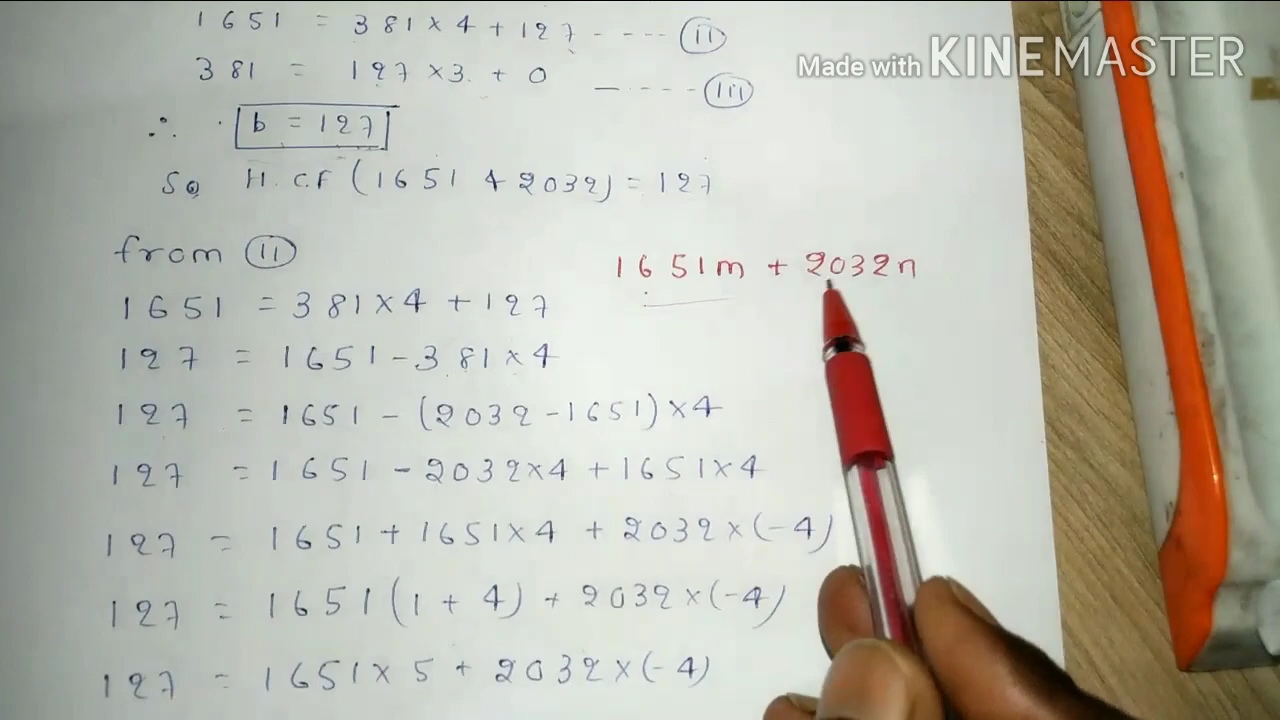 1651 = 381×4+127 ---- (ii)
Made with KINEMASTER
381 = 127×3 + 0 ----- (iii)
∴ b = 127
So H.C.F (1651 & 2032) = 127
from (11)
1651m + 2032n
1651 = 381×4 +127
127 = 1651-381×4
127 = 1651 - (2032-1651)×4
127 = 1651 - 2032×4 +1651×4
127 = 1651+1651×4 + 2032×(-4)
127 = 1651(1+4) + 2032×(-4)
127 = 1651×5 + 2032×(-4)